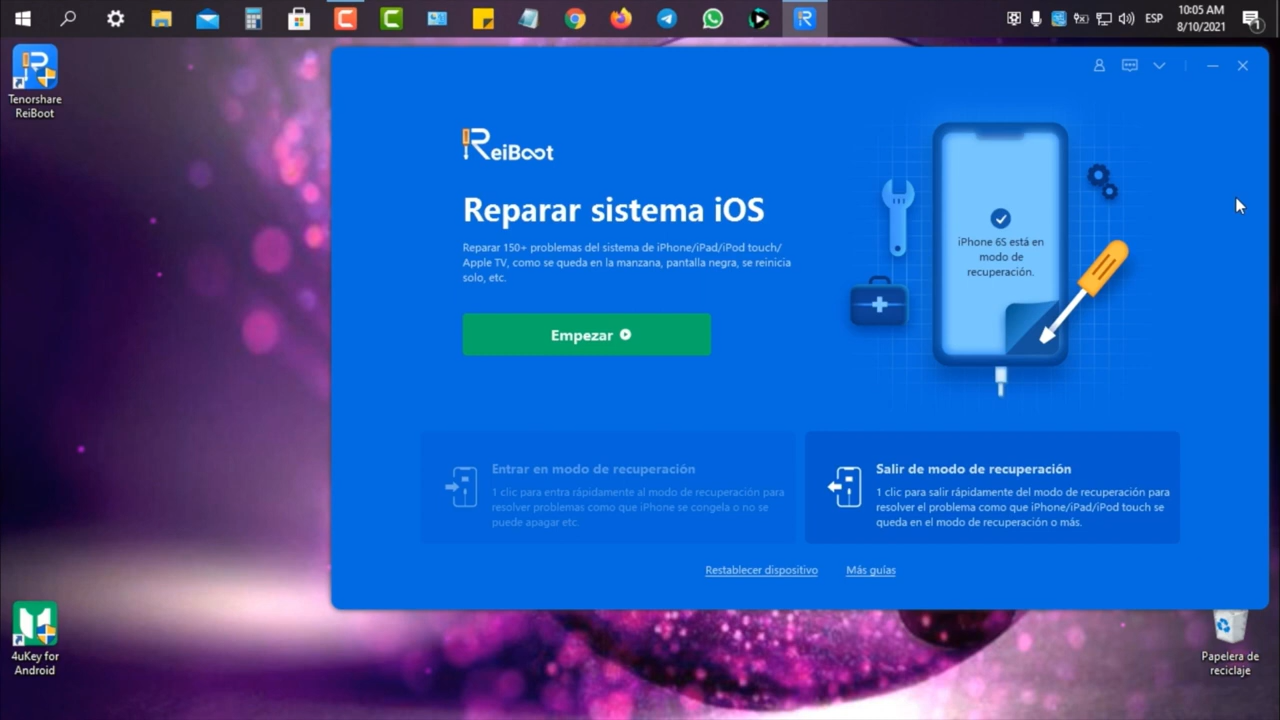 ESP
10:05 AM
8/10/2021
1
Tenorshare
ReiBoot
ReiBoot
Reparar sistema iOS
Reparar 150+ problemas del sistema de iPhone/iPad/iPod touch/
Apple TV, como se queda en la manzana, pantalla negra, se reinicia
solo, etc.
Empezar
iPhone 6S está en
modo de
recuperación.
Entrar en modo de recuperación
1 clic para entra rápidamente al modo de recuperación para
resolver problemas como que iPhone se congela o no se
puede apagar etc.
Salir de modo de recuperación
1 clic para salir rápidamente del modo de recuperación para
resolver el problema como que iPhone/iPad/iPod touch se
queda en el modo de recuperación o más.
Restablecer dispositivo
Más guías
4uKey for
Android
Papelera de
reciclaje